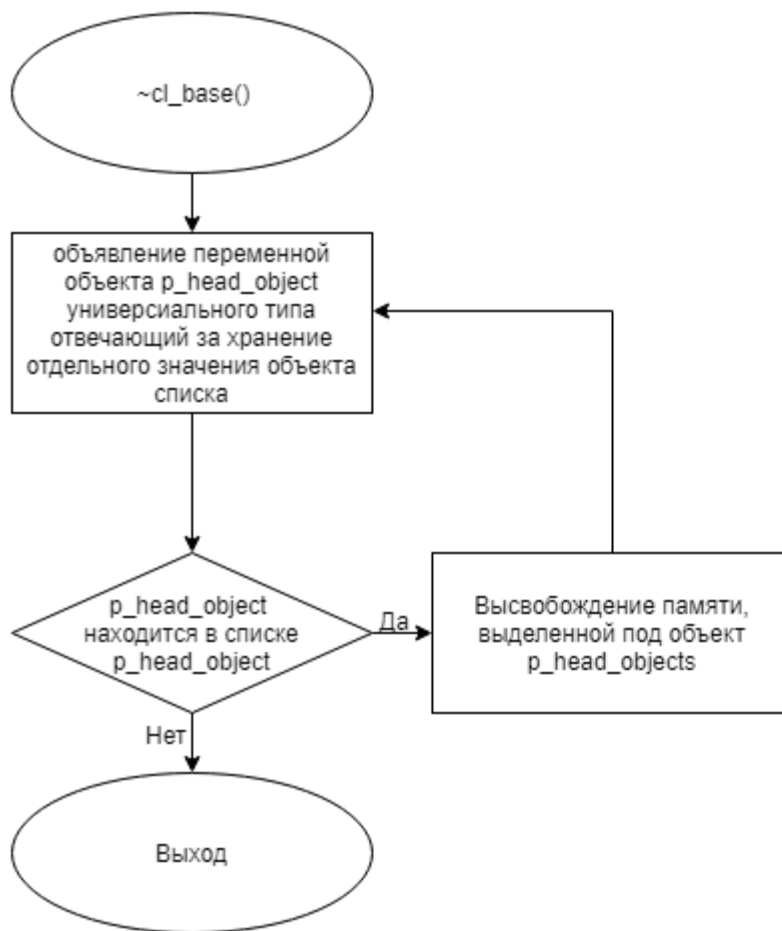 ~cl_base()
объявление переменной
объекта p_head_object
универсиального типа
отвечающий за хранение
отдельного значения объекта
списка
p_head_object
находится в списке
p_head_object
Да
Высвобождение памяти,
выделенной под объект
p_head_objects
Нет
Выход